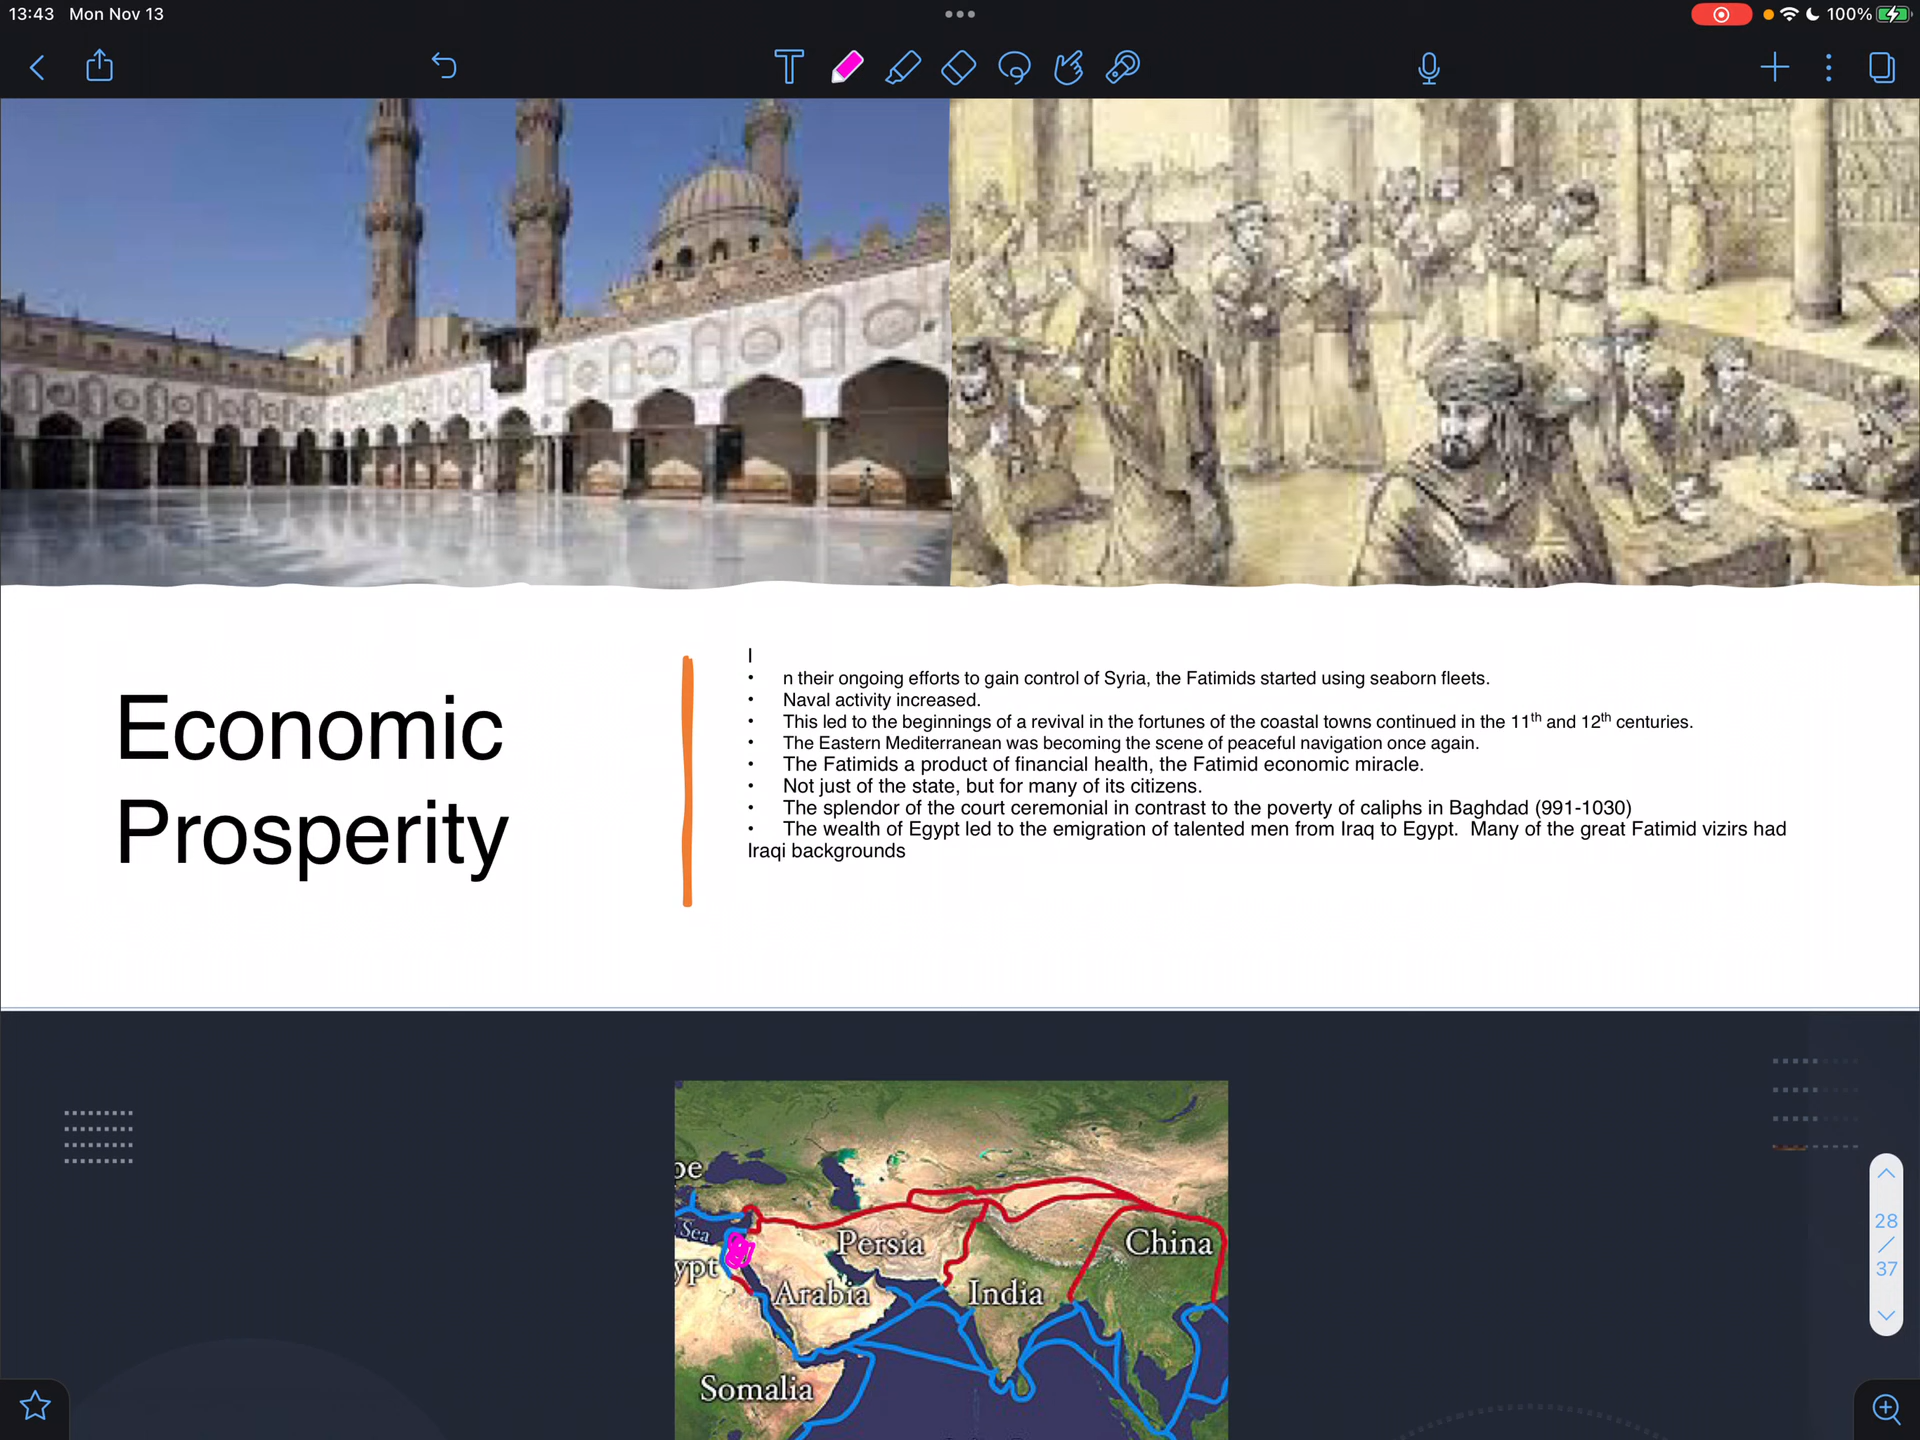 13:43 Mon Nov 13
100%
Economic
Prosperity
I
• n their ongoing efforts to gain control of Syria, the Fatimids started using seaborn fleets.
• Naval activity increased.
• This led to the beginnings of a revival in the fortunes of the coastal towns continued in the 11th and 12th centuries.
• The Eastern Mediterranean was becoming the scene of peaceful navigation once again.
• The Fatimids a product of financial health, the Fatimid economic miracle.
• Not just of the state, but for many of its citizens.
• The splendor of the court ceremonial in contrast to the poverty of caliphs in Baghdad (991-1030)
• The wealth of Egypt led to the emigration of talented men from Iraq to Egypt. Many of the great Fatimid vizirs had
Iraqi backgrounds
pe
Sea
Persia
China
ypt
Arabia
India
Somalia
28
/
37